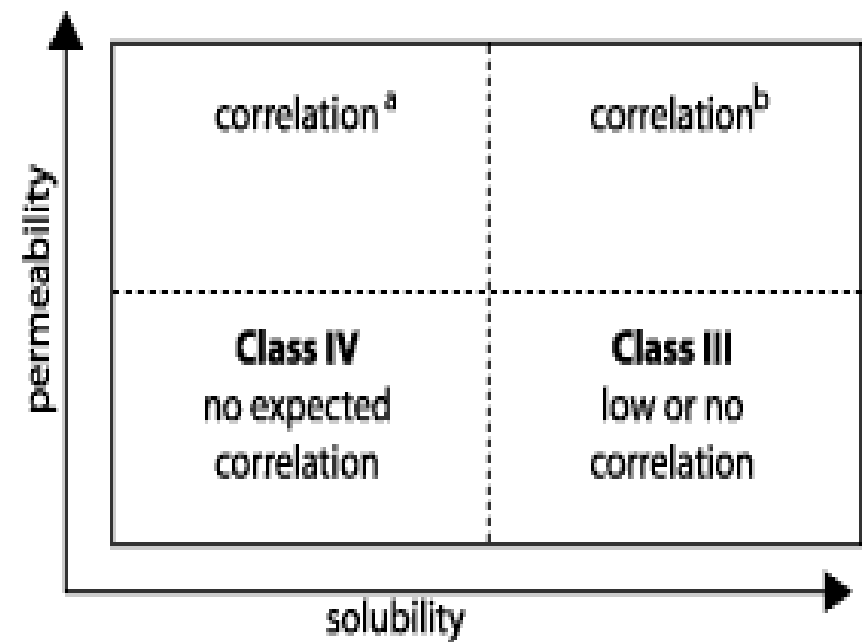 permeability
correlation a
correlation b
Class IV
no expected
correlation
Class III
low or no
correlation
solubility